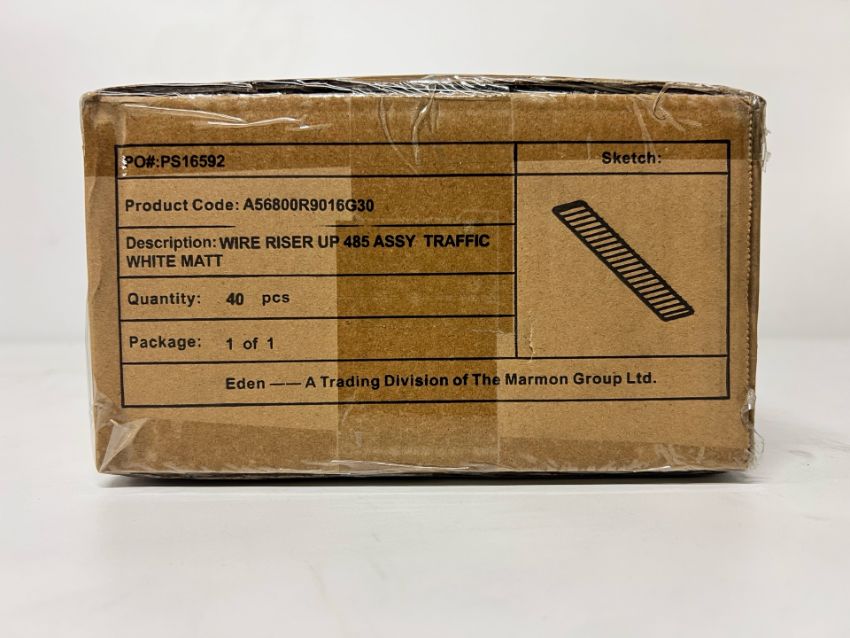 PO#:PS16592
Sketch:
Product Code: A56800R9016G30
Description: WIRE RISER UP 485 ASSY TRAFFIC
WHITE MATT
Quantity: 40 pcs
Package: 1 of 1
Eden —— A Trading Division of The Marmon Group Ltd.